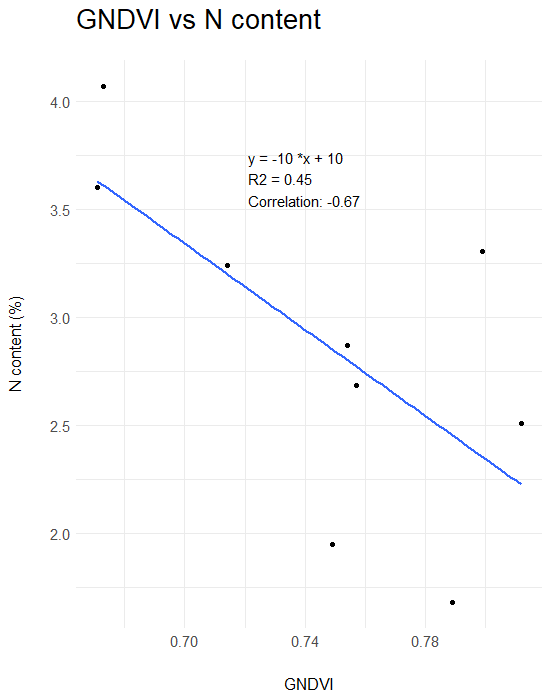 GNDVI vs N content
4.0
y = -10 *x + 10
R2 = 0.45
Correlation: -0.67
3.5
N content (%)
3.0
2.5
2.0
0.70 0.74 0.78
GNDVI